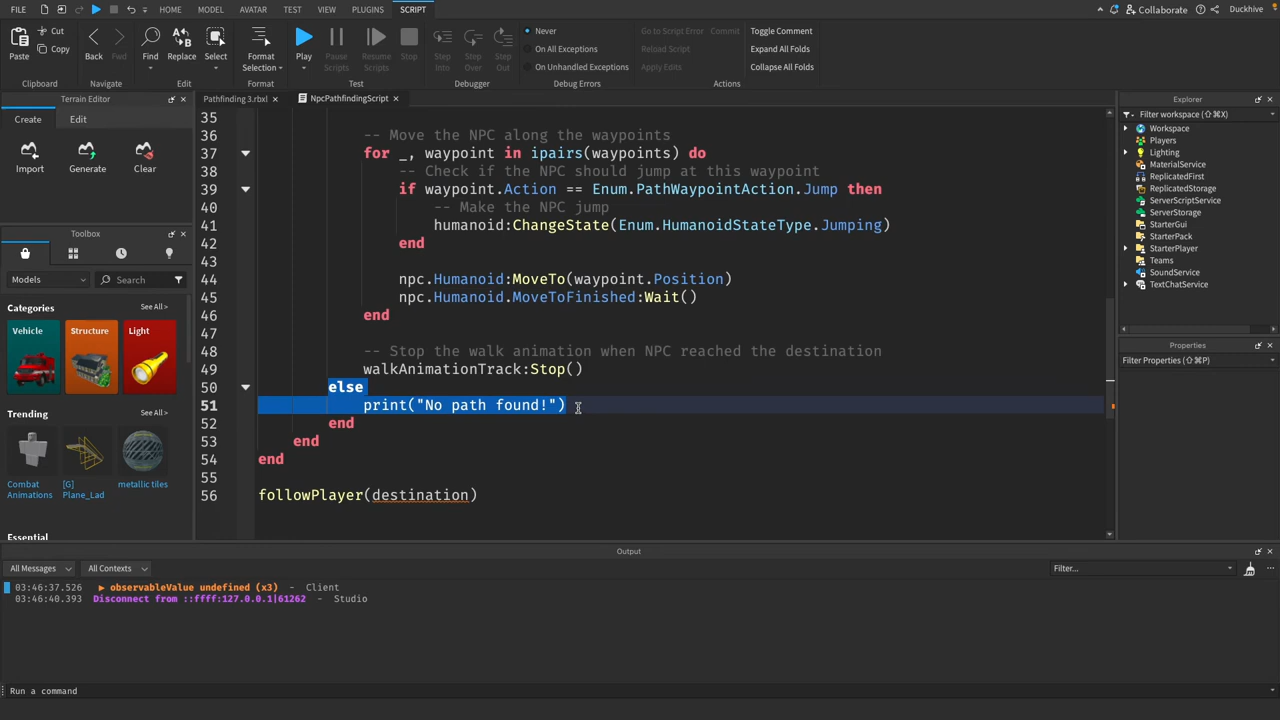 FILE
HOME MODEL AVATAR TEST VIEW PLUGINS SCRIPT
Collaborate
Duckhive
Paste
Cut
Copy
Clipboard
Back
Fwd
Navigate
Find
Replace
Select
Edit
Format
Selection
Format
Play
Pause
Scripts
Resume
Scripts
Stop
Test
Step
Into
Step
Over
Step
Out
Debugger
Never
On All Exceptions
On Unhandled Exceptions
Debug Errors
Go to Script Error
Reload Script
Apply Edits
Commit
Toggle Comment
Expand All Folds
Collapse All Folds
Actions
Terrain Editor
Create
Edit
Import
Generate
Clear
Toolbox
Models
Search
Categories
See All >
Vehicle
Structure
Light
Trending
See All >
Combat
Animations
[G]
Plane_Lad
metallic tiles
Essential
Pathfinding 3.rbxl
NpcPathfindingScript
35
36 -- Move the NPC along the waypoints
37 for _, waypoint in ipairs(waypoints) do
38 -- Check if the NPC should jump at this waypoint
39 if waypoint.Action == Enum.PathWaypointAction.Jump then
40 -- Make the NPC jump
41 humanoid:ChangeState(Enum.HumanoidStateType.Jumping)
42 end
43
44 npc.Humanoid:MoveTo(waypoint.Position)
45 npc.Humanoid.MoveToFinished:Wait()
46 end
47
48 -- Stop the walk animation when NPC reached the destination
49 walkAnimationTrack:Stop()
50 else
51 print("No path found!")
52 end
53 end
54 end
55
56 followPlayer(destination)
Explorer
Filter workspace (⇧⌘X)
Workspace
Players
Lighting
MaterialService
ReplicatedFirst
ReplicatedStorage
ServerScriptService
ServerStorage
StarterGui
StarterPack
StarterPlayer
Teams
SoundService
TextChatService
Properties
Filter Properties (⇧⌘P)
Output
All Messages
All Contexts
Filter...
03:46:37.526 ▶ observableValue undefined (x3) - Client
03:46:40.393 Disconnect from ::ffff:127.0.0.1|61262 - Studio
Run a command